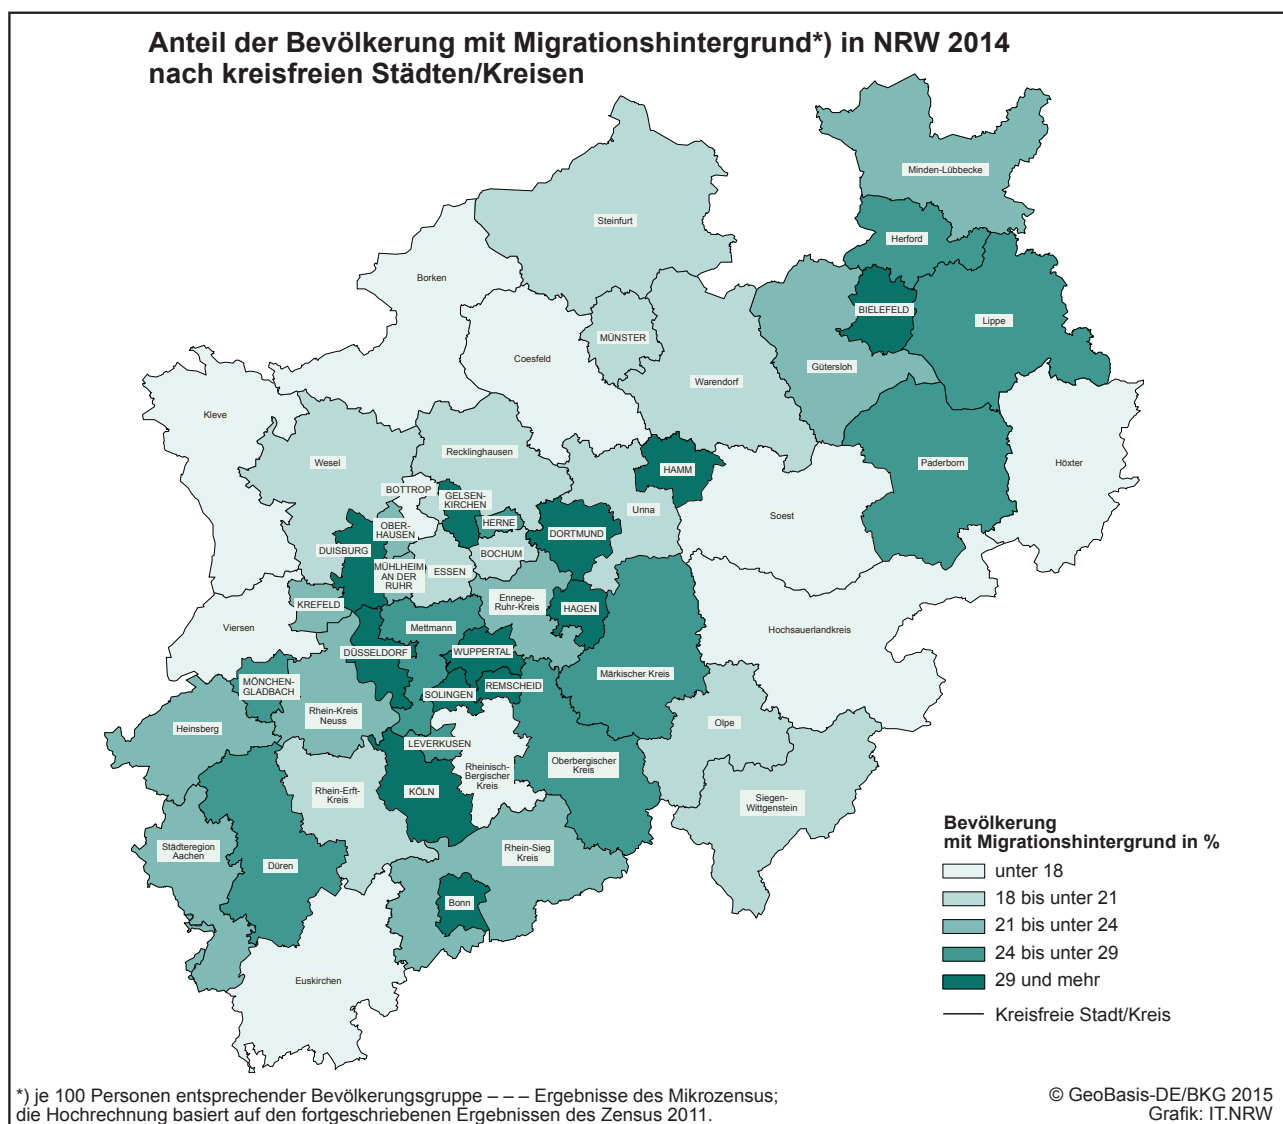 Anteil der Bevölkerung mit Migrationshintergrund*) in NRW 2014
nach kreisfreien Städten/Kreisen
Minden-Lübbecke
Steinfurt
Herford
Borken
BIELEFELD
Lippe
MÜNSTER
Coesfeld
Gütersloh
Warendorf
Kleve
Recklinghausen
Wesel
Paderborn
Höxter
HAMM
BOTTROP
GELSEN-
KIRCHEN
Unna
Soest
OBER-
HAUSEN
HERNE
DORTMUND
DUISBURG
BOCHUM
MÜHLHEIM
AN DER
RUHR
ESSEN
KREFELD
Ennepe-
Ruhr-Kreis
HAGEN
Viersen
Mettmann
Hochsauerlandkreis
DÜSSELDORF
WUPPERTAL
Märkischer Kreis
MÖNCHEN-
GLADBACH
SOLINGEN
REMSCHEID
Rhein-Kreis
Neuss
Heinsberg
Olpe
LEVERKUSEN
Rheinisch-
Bergischer
Kreis
Oberbergischer
Kreis
Rhein-Erft-
Kreis
KÖLN
Siegen-
Wittgenstein
Städteregion
Aachen
Düren
Rhein-Sieg
Kreis
Bonn
Euskirchen
Bevölkerung
mit Migrationshintergrund in %
unter 18
18 bis unter 21
21 bis unter 24
24 bis unter 29
29 und mehr
Kreisfreie Stadt/Kreis
*) je 100 Personen entsprechender Bevölkerungsgruppe – – – Ergebnisse des Mikrozensus;
die Hochrechnung basiert auf den fortgeschriebenen Ergebnissen des Zensus 2011.
© GeoBasis-DE/BKG 2015
Grafik: IT.NRW